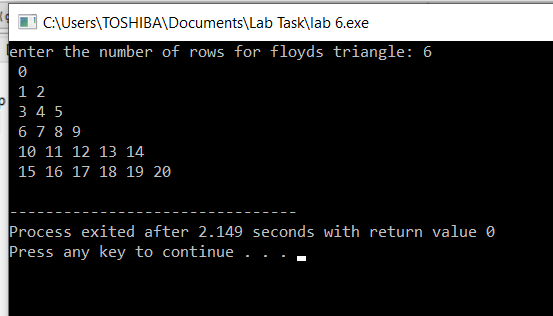 C:\Users\TOSHIBA\Documents\Lab Task\lab 6.exe
enter the number of rows for floyds triangle: 6
0
1 2
3 4 5
6 7 8 9
10 11 12 13 14
15 16 17 18 19 20
--------------------------------
Process exited after 2.149 seconds with return value 0
Press any key to continue . . .